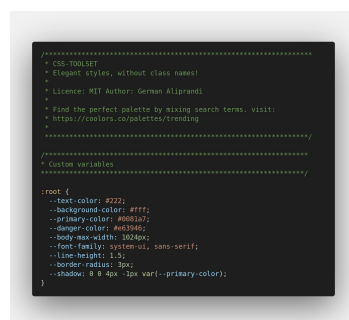 /******************************************************************
* CSS-TOOLSET
* Elegant styles, without class names!
*
* Licence: MIT Author: German Aliprandi
*
* Find the perfect palette by mixing search terms. visit:
* https://coolors.co/palettes/trending
*
*****************************************************************/
/*****************************************************************
* Custom variables
*****************************************************************/
:root {
--text-color: #222;
--background-color: #fff;
--primary-color: #0081a7;
--danger-color: #e63946;
--body-max-width: 1024px;
--font-family: system-ui, sans-serif;
--line-height: 1.5;
--border-radius: 3px;
--shadow: 0 0 4px -1px var(--primary-color);
}